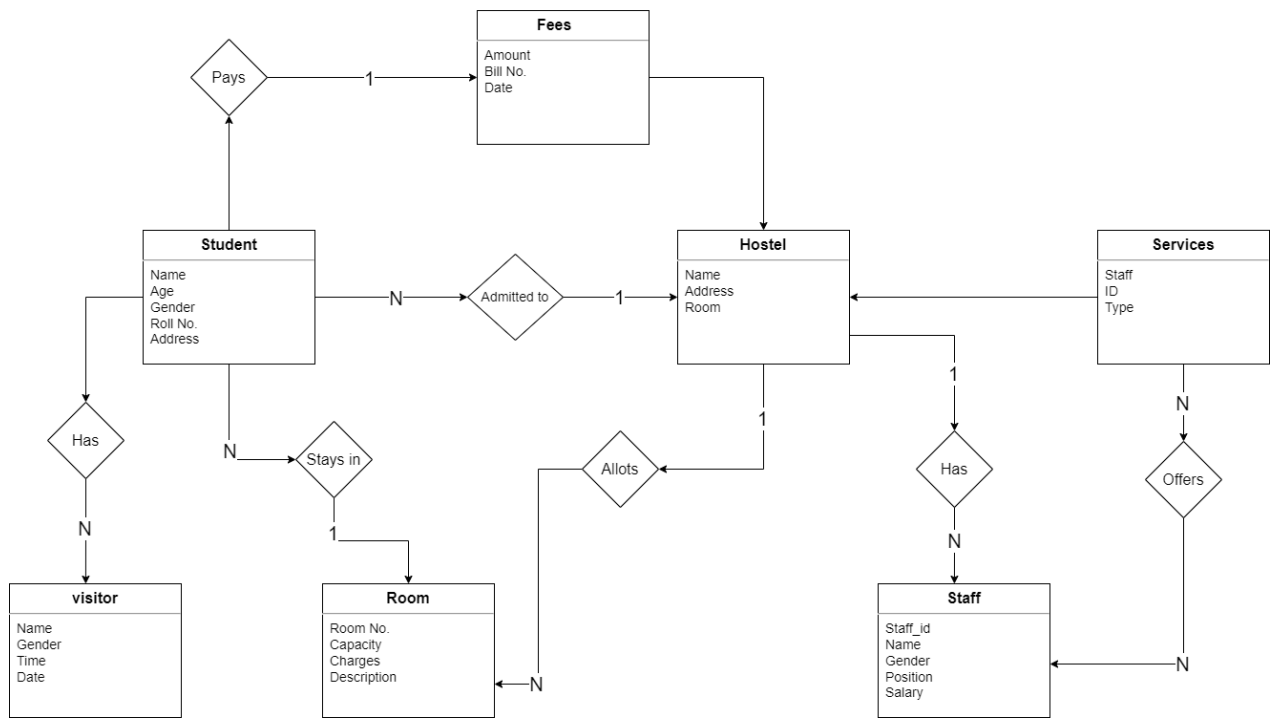 Fees
Amount
Bill No.
Date
Pays
1
Student
Name
Age
Gender
Roll No.
Address
N
Admitted to
1
Hostel
Name
Address
Room
Services
Staff
ID
Type
Has
N
N
Stays in
1
1
Allots
N
1
Has
N
N
Offers
N
visitor
Name
Gender
Time
Date
Room
Room No.
Capacity
Charges
Description
Staff
Staff_id
Name
Gender
Position
Salary